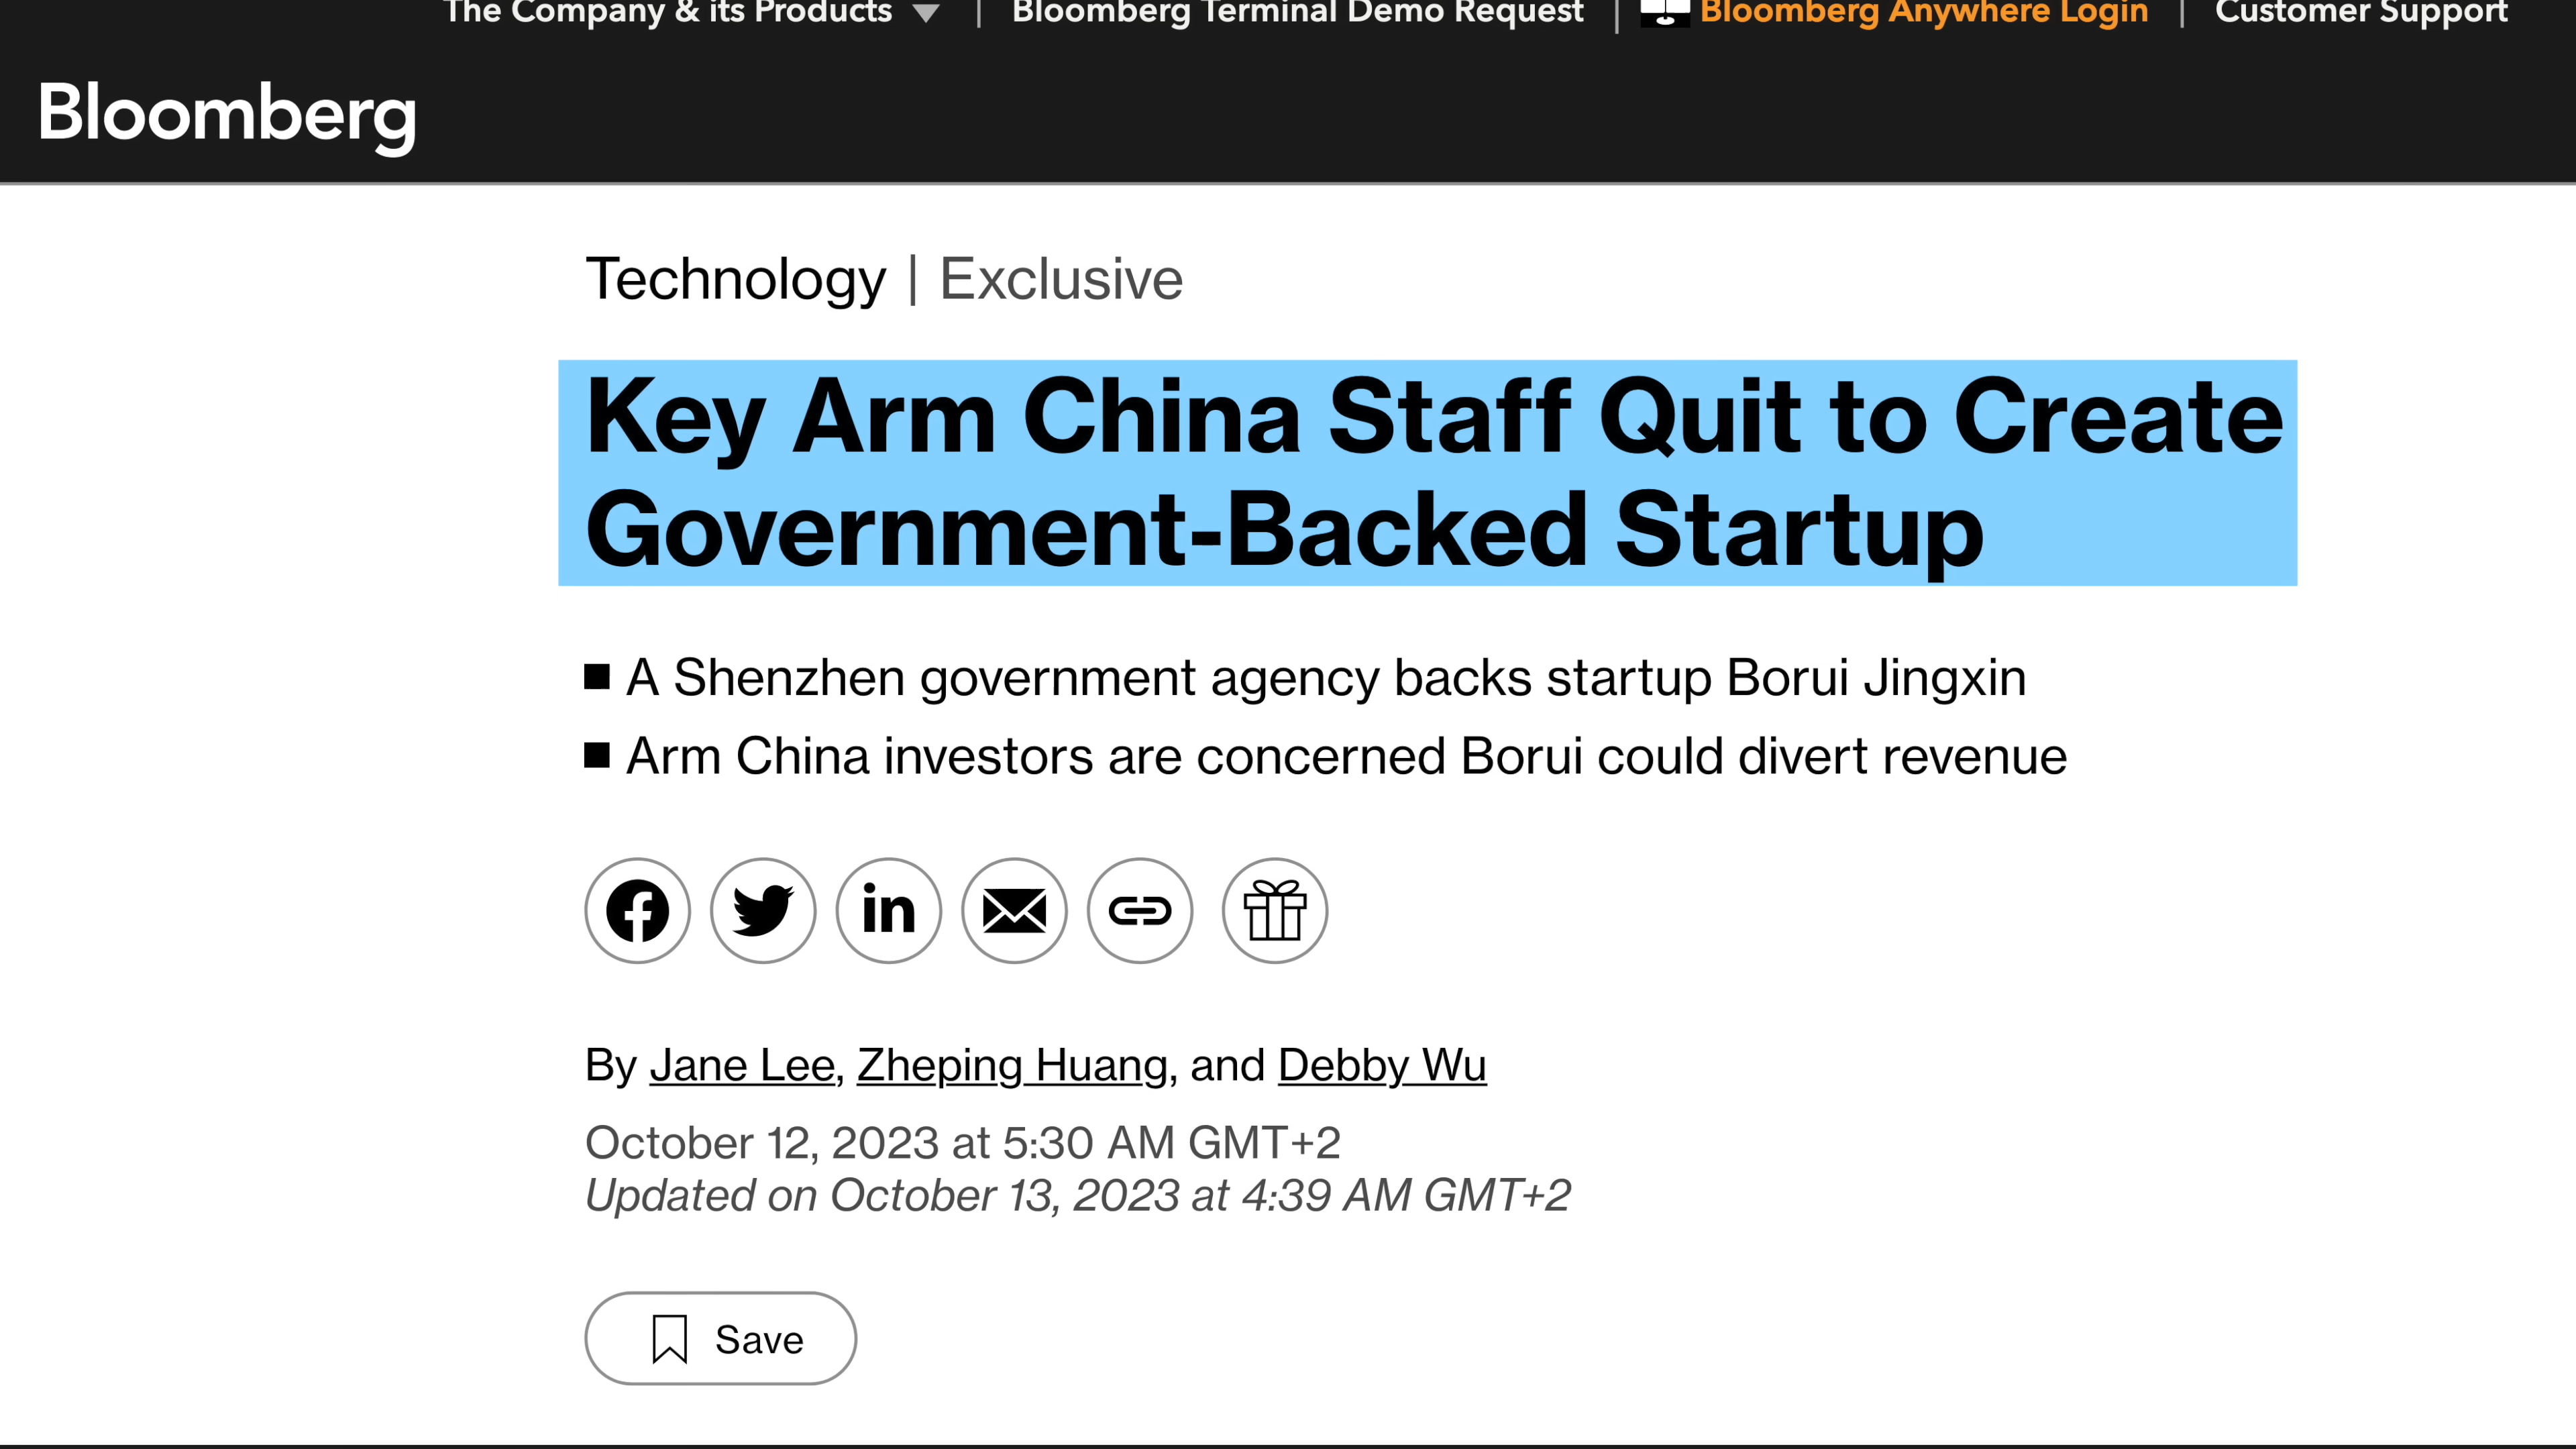 The Company & its Products | Bloomberg Terminal Demo Request | Bloomberg Anywhere Login | Customer Support
Bloomberg
Technology | Exclusive
Key Arm China Staff Quit to Create
Government-Backed Startup
■ A Shenzhen government agency backs startup Borui Jingxin
■ Arm China investors are concerned Borui could divert revenue
in
By Jane Lee, Zheping Huang, and Debby Wu
October 12, 2023 at 5:30 AM GMT+2
Updated on October 13, 2023 at 4:39 AM GMT+2
Save